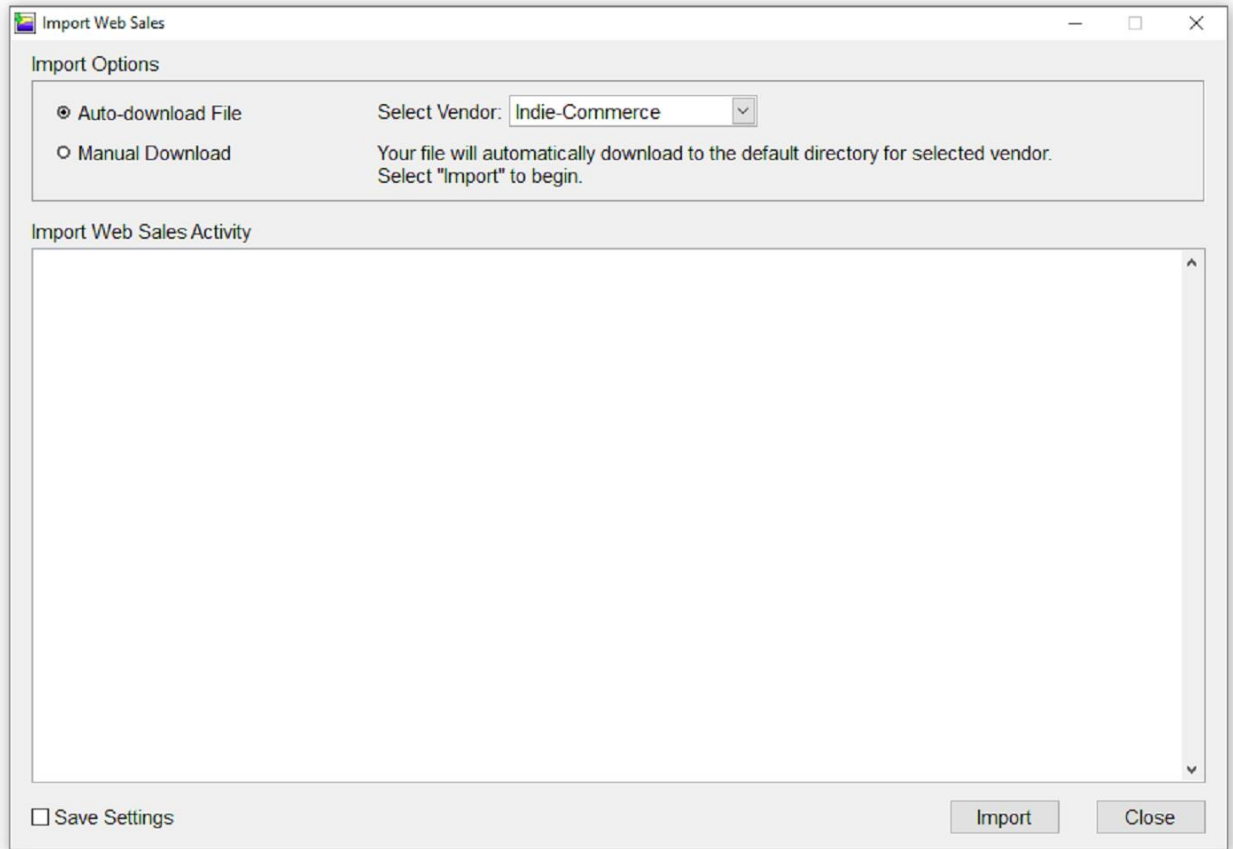 Import Web Sales
Import Options
Auto-download File
Select Vendor: Indie-Commerce
Manual Download
Your file will automatically download to the default directory for selected vendor.
Select "Import" to begin.
Import Web Sales Activity
Save Settings
Import
Close